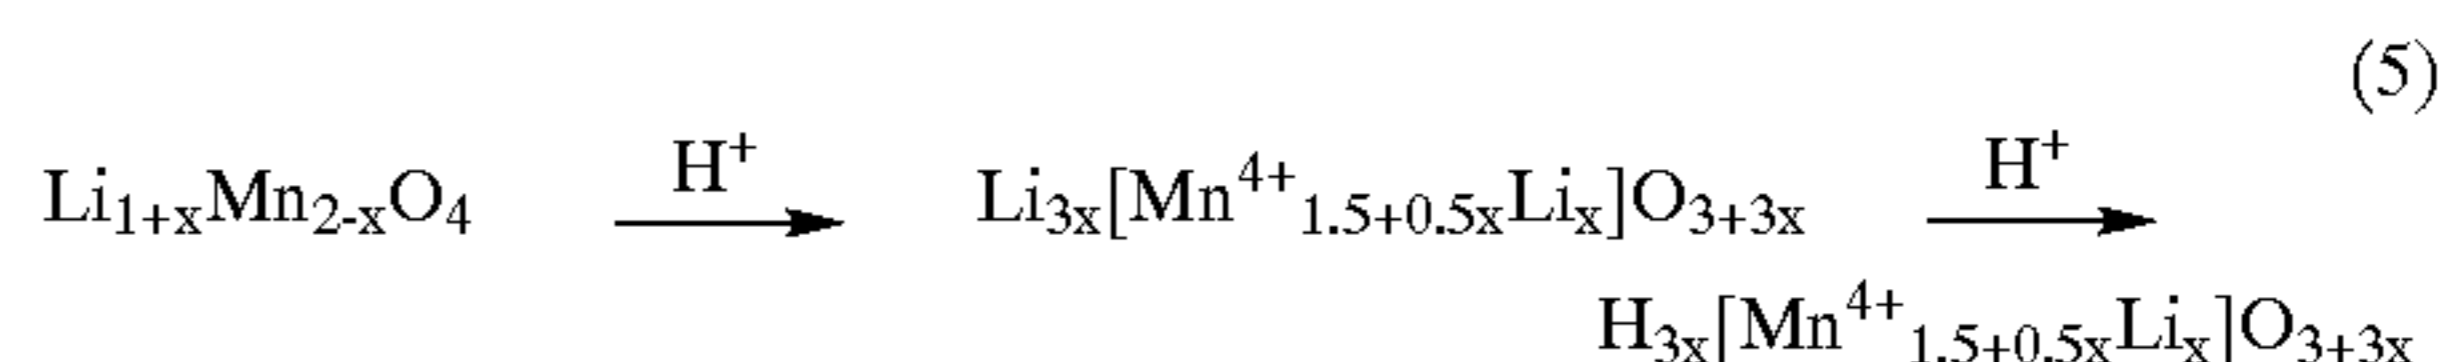 (5)
Li₁₊ₓMn₂₋ₓO₄ H⁺ → Li₃ₓ[Mn⁴⁺₁.₅₊₀.₅ₓLiₓ]O₃₊₃ₓ H⁺ →
H₃ₓ[Mn⁴⁺₁.₅₊₀.₅ₓLiₓ]O₃₊₃ₓ